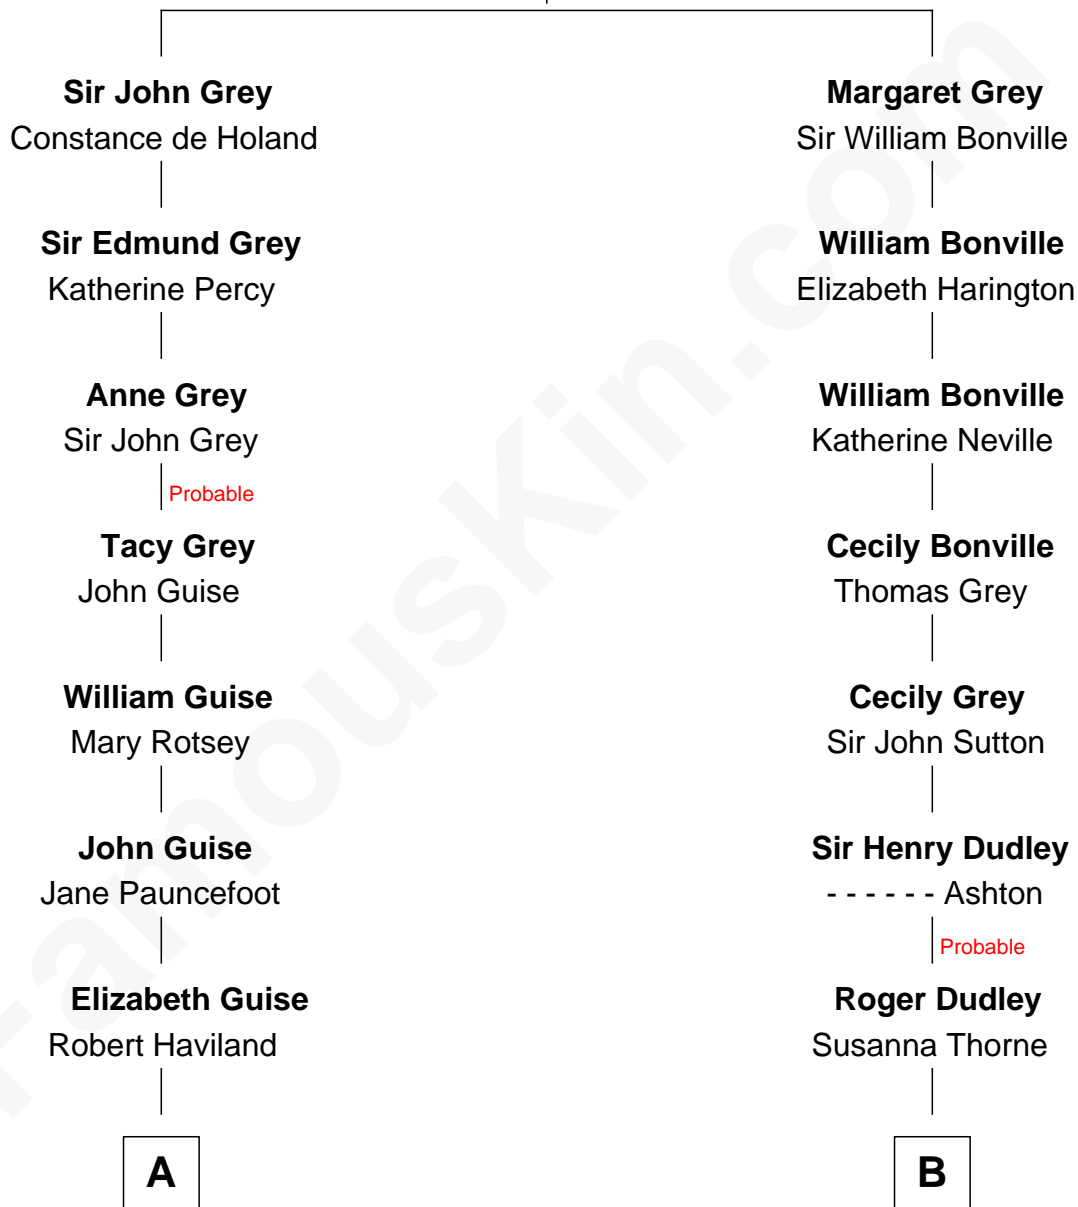 Sir John Grey
Constance de Holand
Sir Edmund Grey
Katherine Percy
Anne Grey
Sir John Grey
Probable
Tacy Grey
John Guise
William Guise
Mary Rotsey
John Guise
Jane Pauncefoot
Elizabeth Guise
Robert Haviland
A
Margaret Grey
Sir William Bonville
William Bonville
Elizabeth Harington
William Bonville
Katherine Neville
Cecily Bonville
Thomas Grey
Cecily Grey
Sir John Sutton
Sir Henry Dudley
- - - - - - Ashton
Probable
Roger Dudley
Susanna Thorne
B
FamousKin.com